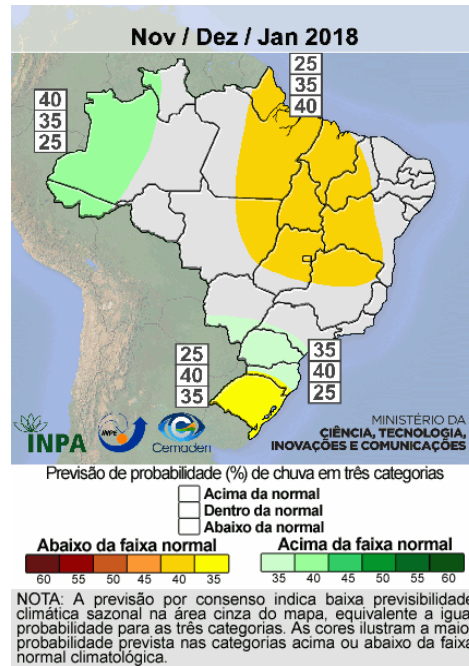 Nov / Dez / Jan 2018
25
35
40
40
35
25
25
40
35
35
40
25
INPA
INPE
Cemaden
MINISTÉRIO DA
CIÊNCIA, TECNOLOGIA,
INOVAÇÕES E COMUNICAÇÕES
Previsão de probabilidade (%) de chuva em três categorias
Acima da normal
Dentro da normal
Abaixo da normal
Abaixo da faixa normal
Acima da faixa normal
60 55 50 45 40 35
35 40 45 50 55 60
NOTA: A previsão por consenso indica baixa previsibilidade
climática sazonal na área cinza do mapa, equivalente a igual
probabilidade para as três categorias. As cores ilustram a maior
probabilidade prevista nas categorias acima ou abaixo da faixa
normal climatológica.